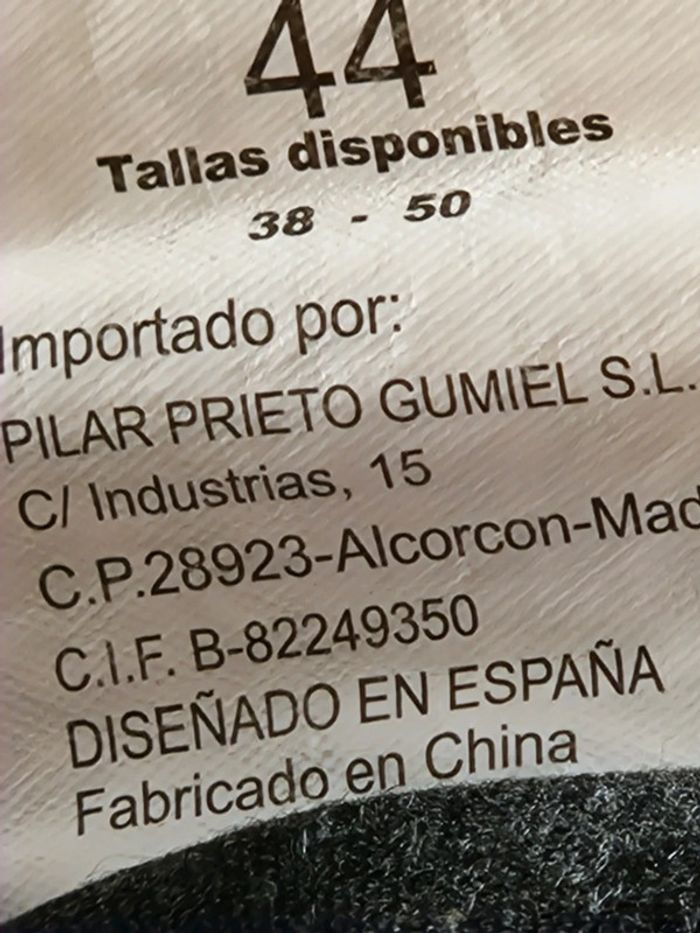 44
Tallas disponibles
38 - 50
Importado por:
PILAR PRIETO GUMIEL S.L.
C/ Industrias, 15
C.P.28923-Alcorcon-Mad
C.I.F. B-82249350
DISEÑADO EN ESPAÑA
Fabricado en China